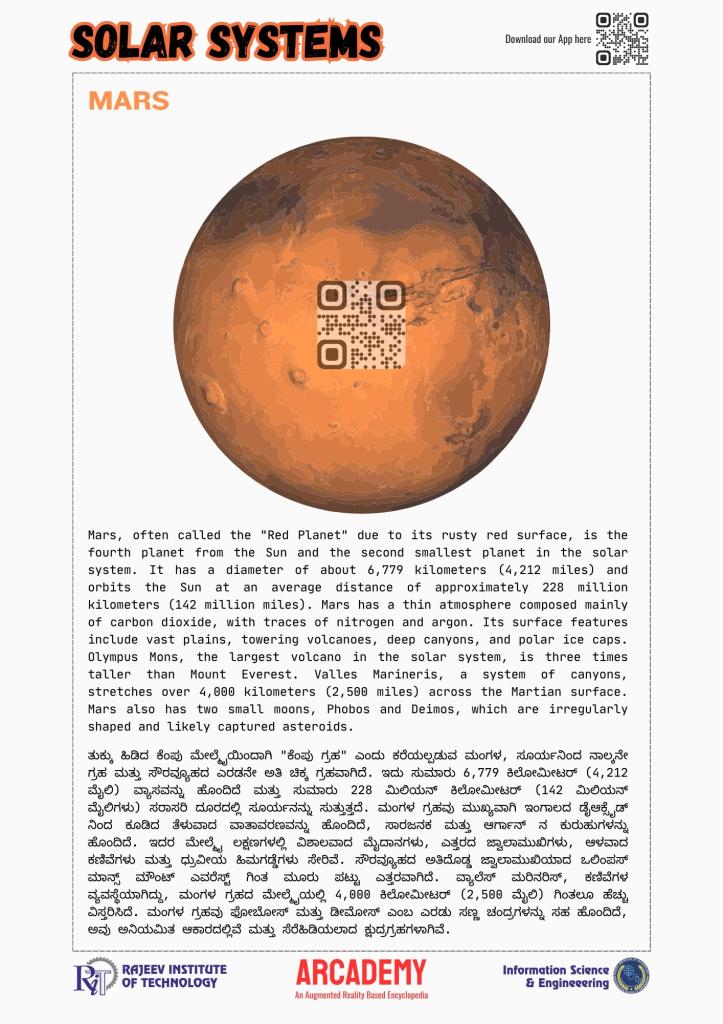 SOLAR SYSTEMS
Download our App here
MARS
Mars, often called the "Red Planet" due to its rusty red surface, is the
fourth planet from the Sun and the second smallest planet in the solar
system. It has a diameter of about 6,779 kilometers (4,212 miles) and
orbits the Sun at an average distance of approximately 228 million
kilometers (142 million miles). Mars has a thin atmosphere composed mainly
of carbon dioxide, with traces of nitrogen and argon. Its surface features
include vast plains, towering volcanoes, deep canyons, and polar ice caps.
Olympus Mons, the largest volcano in the solar system, is three times
taller than Mount Everest. Valles Marineris, a system of canyons,
stretches over 4,000 kilometers (2,500 miles) across the Martian surface.
Mars also has two small moons, Phobos and Deimos, which are irregularly
shaped and likely captured asteroids.
ತುಕ್ಕು ಹಿಡಿದ ಕೆಂಪು ಮೇಲ್ಮೈಯಿಂದಾಗಿ "ಕೆಂಪು ಗ್ರಹ" ಎಂದು ಕರೆಯಲ್ಪಡುವ ಮಂಗಳ, ಸೂರ್ಯನಿಂದ ನಾಲ್ಕನೇ
ಗ್ರಹ ಮತ್ತು ಸೌರವ್ಯೂಹದ ಎರಡನೇ ಅತಿ ಚಿಕ್ಕ ಗ್ರಹವಾಗಿದೆ. ಇದು ಸುಮಾರು 6,779 ಕಿಲೋಮೀಟರ್ (4,212
ಮೈಲಿ) ವ್ಯಾಸವನ್ನು ಹೊಂದಿದೆ ಮತ್ತು ಸುಮಾರು 228 ಮಿಲಿಯನ್ ಕಿಲೋಮೀಟರ್ (142 ಮಿಲಿಯನ್
ಮೈಲಿಗಳು) ಸರಾಸರಿ ದೂರದಲ್ಲಿ ಸೂರ್ಯನನ್ನು ಸುತ್ತುತ್ತದೆ. ಮಂಗಳ ಗ್ರಹವು ಮುಖ್ಯವಾಗಿ ಇಂಗಾಲದ ಡೈಆಕ್ಸೈಡ್
ನಿಂದ ಕೂಡಿದ ತೆಳುವಾದ ವಾತಾವರಣವನ್ನು ಹೊಂದಿದೆ, ಸಾರಜನಕ ಮತ್ತು ಆರ್ಗಾನ್ ನ ಕುರುಹುಗಳನ್ನು
ಹೊಂದಿದೆ. ಇದರ ಮೇಲ್ಮೈ ಲಕ್ಷಣಗಳಲ್ಲಿ ವಿಶಾಲವಾದ ಮೈದಾನಗಳು, ಎತ್ತರದ ಜ್ವಾಲಾಮುಖಿಗಳು, ಆಳವಾದ
ಕಣಿವೆಗಳು ಮತ್ತು ಧ್ರುವೀಯ ಹಿಮಗಡ್ಡೆಗಳು ಸೇರಿವೆ. ಸೌರವ್ಯೂಹದ ಅತಿದೊಡ್ಡ ಜ್ವಾಲಾಮುಖಿಯಾದ ಒಲಿಂಪಸ್
ಮಾನ್ಸ್ ಮೌಂಟ್ ಎವರೆಸ್ಟ್ ಗಿಂತ ಮೂರು ಪಟ್ಟು ಎತ್ತರವಾಗಿದೆ. ವ್ಯಾಲೆಸ್ ಮರಿನರಿಸ್, ಕಣಿವೆಗಳ
ವ್ಯವಸ್ಥೆಯಾಗಿದ್ದು, ಮಂಗಳ ಗ್ರಹದ ಮೇಲ್ಮೈಯಲ್ಲಿ 4,000 ಕಿಲೋಮೀಟರ್ (2,500 ಮೈಲಿ) ಗಿಂತಲೂ ಹೆಚ್ಚು
ವಿಸ್ತರಿಸಿದೆ. ಮಂಗಳ ಗ್ರಹವು ಫೋಬೋಸ್ ಮತ್ತು ಡೀಮೋಸ್ ಎಂಬ ಎರಡು ಸಣ್ಣ ಚಂದ್ರಗಳನ್ನು ಸಹ ಹೊಂದಿದೆ,
ಅವು ಅನಿಯಮಿತ ಆಕಾರದಲ್ಲಿವೆ ಮತ್ತು ಸೆರೆಹಿಡಿಯಲಾದ ಕ್ಷುದ್ರಗ್ರಹಗಳಾಗಿವೆ.
RIT RAJEEV INSTITUTE
OF TECHNOLOGY
ARCADEMY
An Augmented Reality Based Encyclopedia
Information Science
& Engineeering